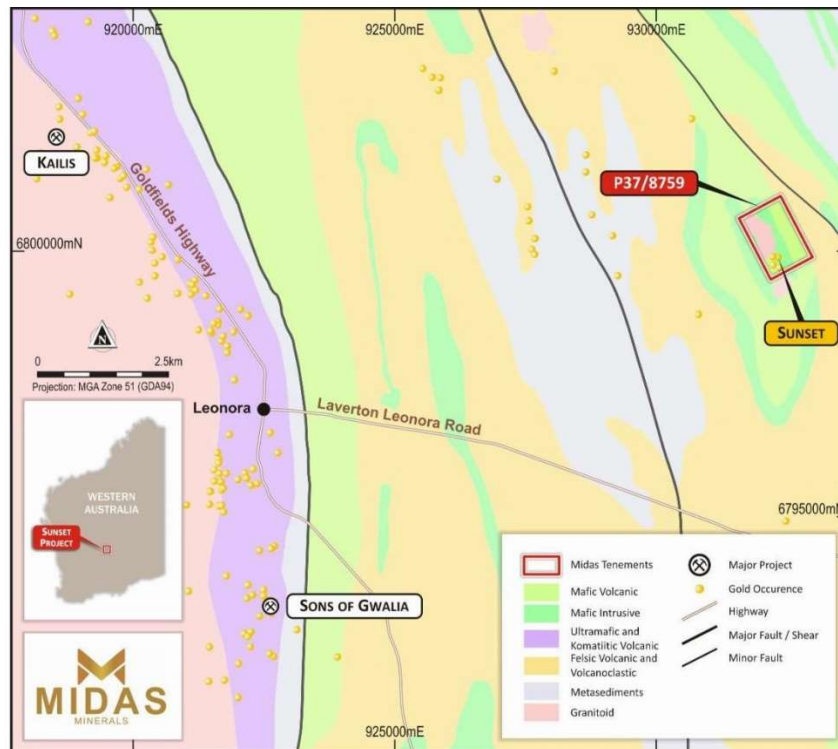 920000mE
925000mE
930000mE
KAILIS
Goldfields Highway
P37/8759
6800000mN
SUNSET
N
0 2.5km
Projection: MGA Zone 51 (GDA94)
Leonora
Laverton Leonora Road
WESTERN
AUSTRALIA
SUNSET
PROJECT
6795000mN
SONS OF GWALIA
Midas Tenements
Mafic Volcanic
Mafic Intrusive
Ultramafic and
Komatiitic Volcanic
Felsic Volcanic and
Volcanoclastic
Metasediments
Granitoid
Major Project
Gold Occurence
Highway
Major Fault / Shear
Minor Fault
MIDAS
MINERALS
925000mE